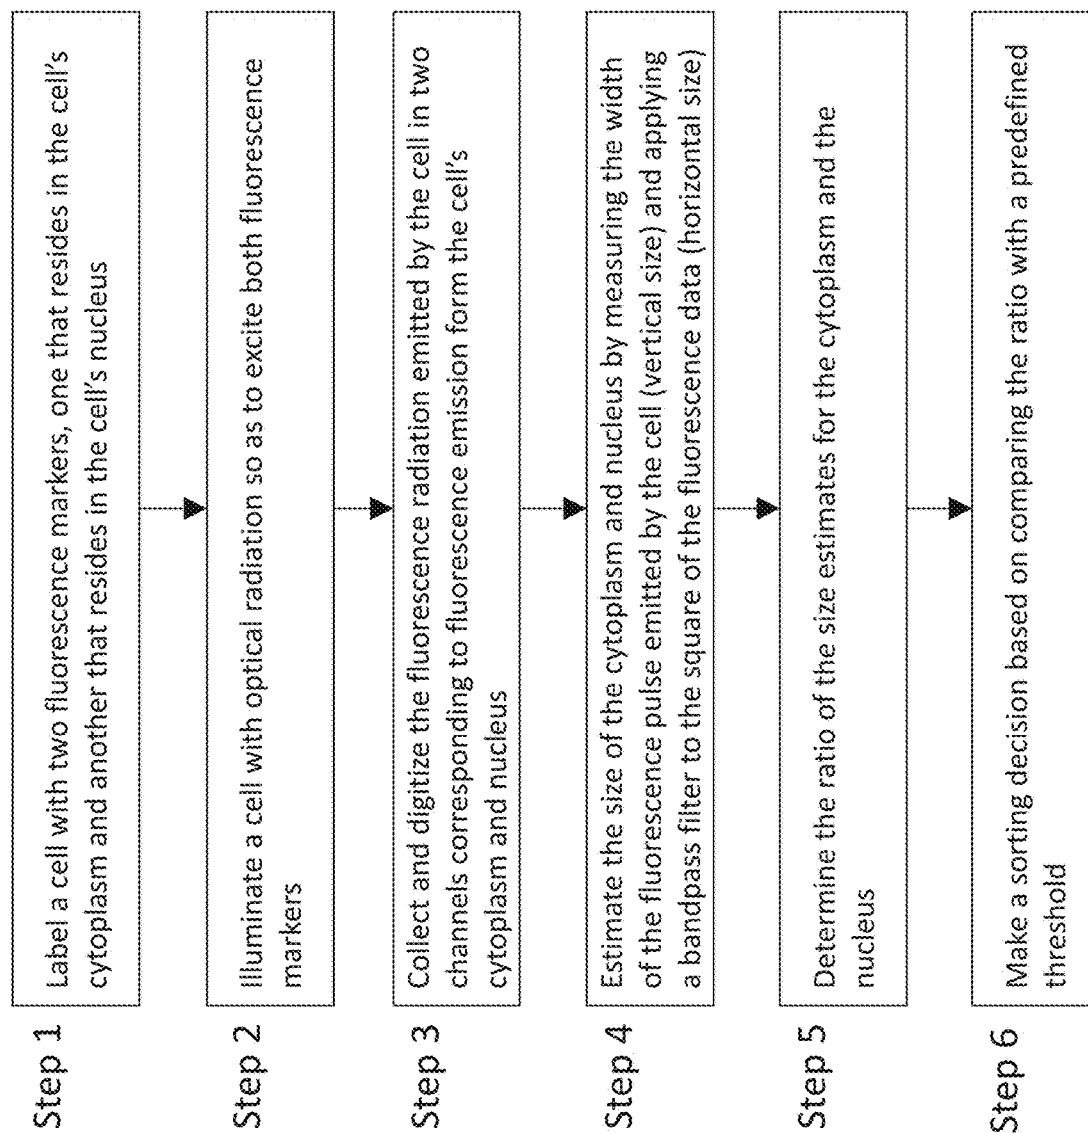 Step 1
Label a cell with two fluorescence markers, one that resides in the cell's
cytoplasm and another that resides in the cell's nucleus
Step 2
Illuminate a cell with optical radiation so as to excite both fluorescence
markers
Step 3
Collect and digitize the fluorescence radiation emitted by the cell in two
channels corresponding to fluorescence emission form the cell's
cytoplasm and nucleus
Step 4
Estimate the size of the cytoplasm and nucleus by measuring the width
of the fluorescence pulse emitted by the cell (vertical size) and applying
a bandpass filter to the square of the fluorescence data (horizontal size)
Step 5
Determine the ratio of the size estimates for the cytoplasm and the
nucleus
Step 6
Make a sorting decision based on comparing the ratio with a predefined
threshold